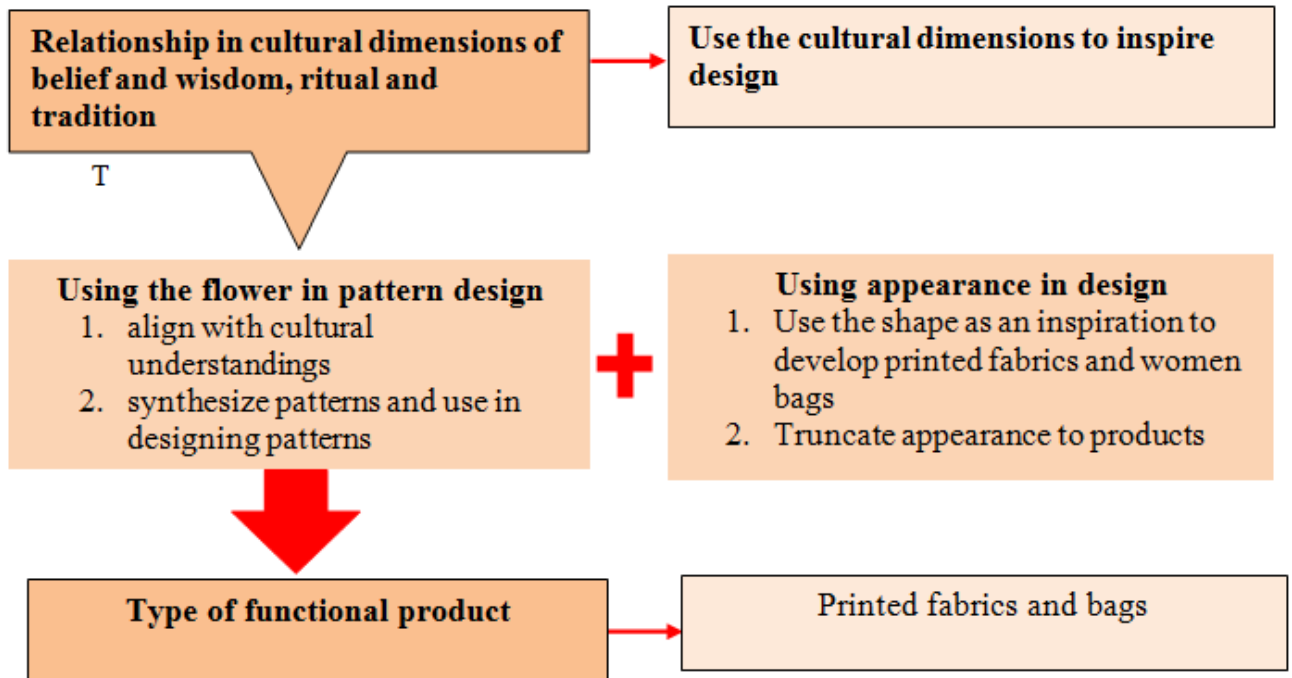 Relationship in cultural dimensions of
belief and wisdom, ritual and
tradition
Use the cultural dimensions to inspire
design
T
Using the flower in pattern design
1. align with cultural
understandings
2. synthesize patterns and use in
designing patterns
Using appearance in design
1. Use the shape as an inspiration to
develop printed fabrics and women
bags
2. Truncate appearance to products
Type of functional product
Printed fabrics and bags